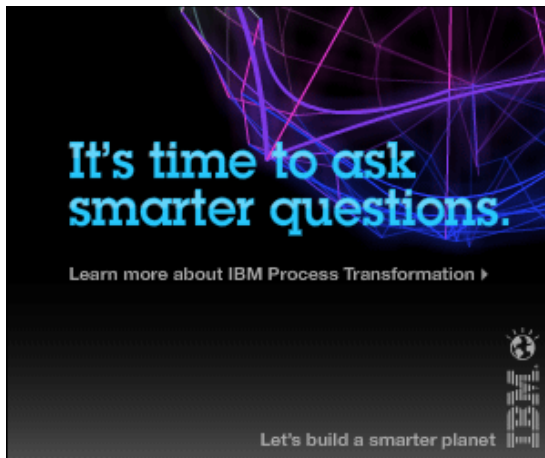 It's time to ask
smarter questions.
Learn more about IBM Process Transformation
Let's build a smarter planet
IBM